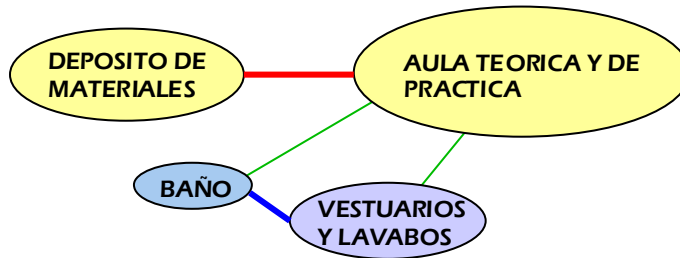 DEPOSITO DE
MATERIALES
AULA TEORICA Y DE
PRACTICA
BAÑO
VESTUARIOS
Y LAVABOS